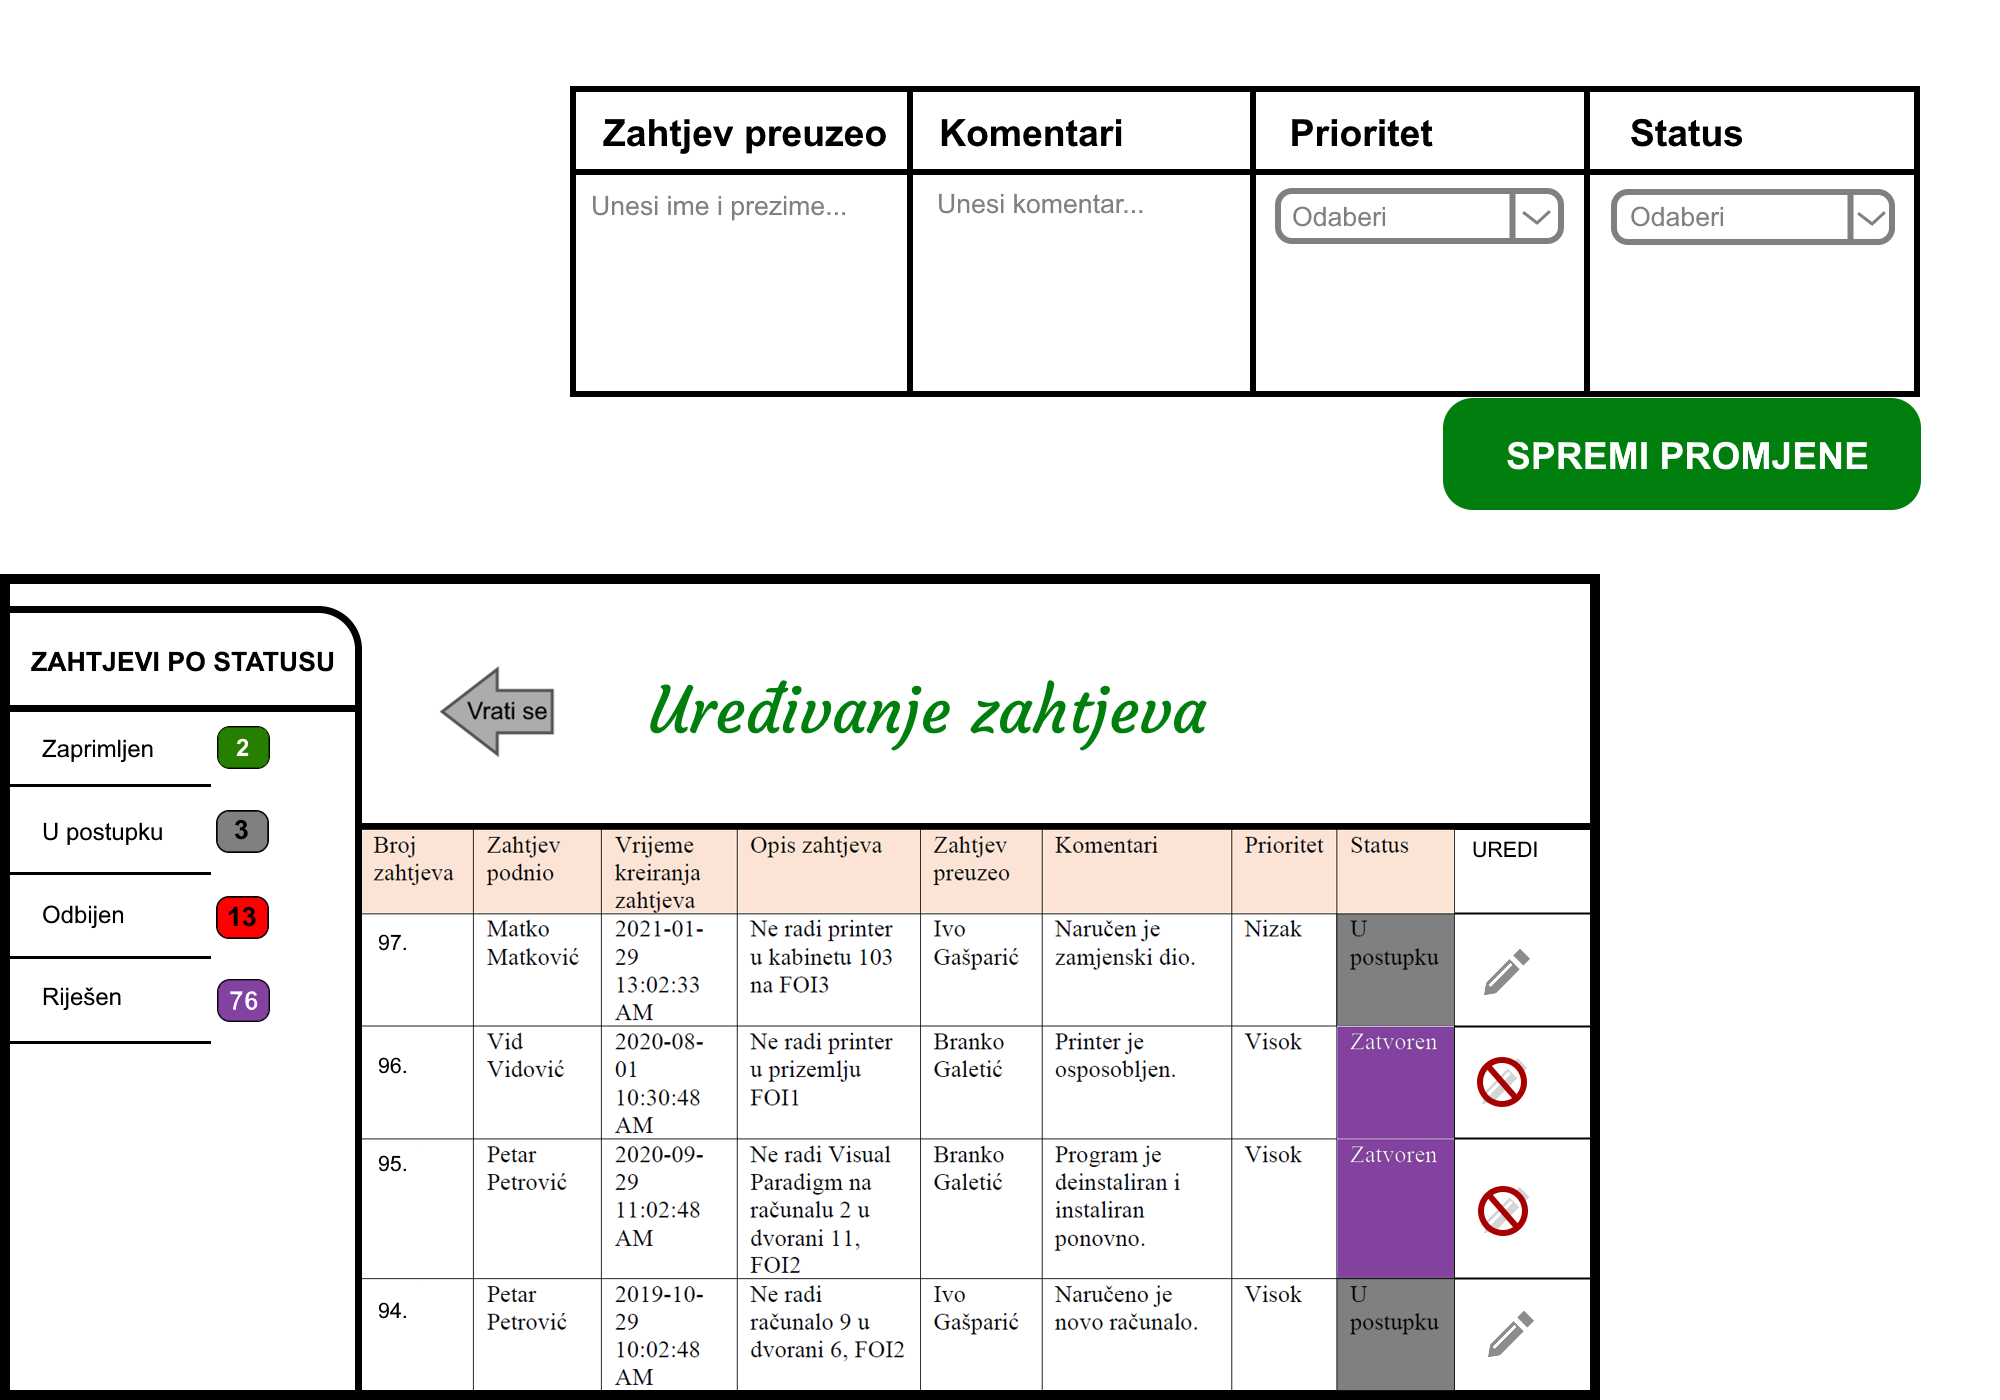 Zahtjev preuzeo Komentari Prioritet Status
Unesi ime i prezime... Unesi komentar... Odaberi Odaberi
SPREMI PROMJENE
ZAHTJEVI PO STATUSU
Zaprimljen 2
U postupku 3
Odbijen 13
Riješen 76
Vrati se
Uređivanje zahtjeva
Broj
zahtjeva
Zahtjev
podnio
Vrijeme
kreiranja
zahtjeva
Opis zahtjeva
Zahtjev
preuzeo
Komentari
Prioritet
Status
UREDI
97.
Matko
Matković
2021-01-
29
13:02:33
AM
Ne radi printer
u kabinetu 103
na FOI3
Ivo
Gašparić
Naručen je
zamjenski dio.
Nizak
U
postupku
96.
Vid
Vidović
2020-08-
01
10:30:48
AM
Ne radi printer
u prizemlju
FOI1
Branko
Galetić
Printer je
osposobljen.
Visok
Zatvoren
95.
Petar
Petrović
2020-09-
29
11:02:48
AM
Ne radi Visual
Paradigm na
računalu 2 u
dvorani 11,
FOI2
Branko
Galetić
Program je
deinstaliran i
instaliran
ponovno.
Visok
Zatvoren
94.
Petar
Petrović
2019-10-
29
10:02:48
AM
Ne radi
računalo 9 u
dvorani 6, FOI2
Ivo
Gašparić
Naručeno je
novo računalo.
Visok
U
postupku